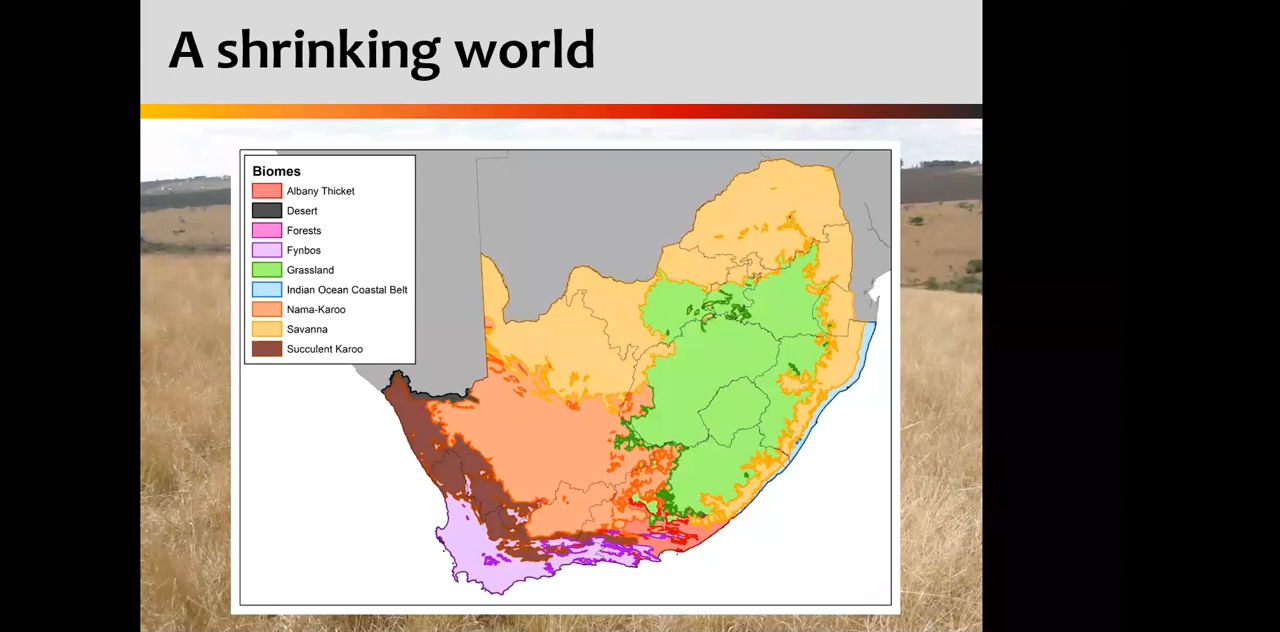 A shrinking world
Biomes
Albany Thicket
Desert
Forests
Fynbos
Grassland
Indian Ocean Coastal Belt
Nama-Karoo
Savanna
Succulent Karoo